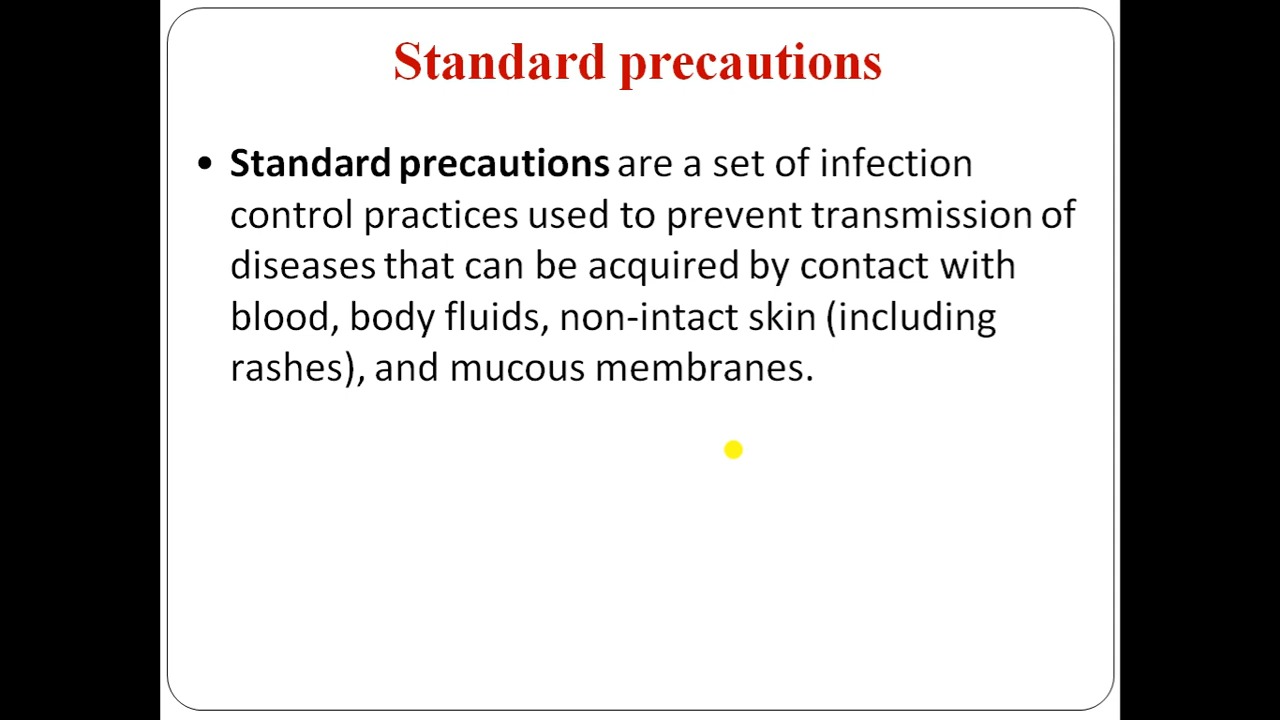 Standard precautions
• Standard precautions are a set of infection
control practices used to prevent transmission of
diseases that can be acquired by contact with
blood, body fluids, non-intact skin (including
rashes), and mucous membranes.